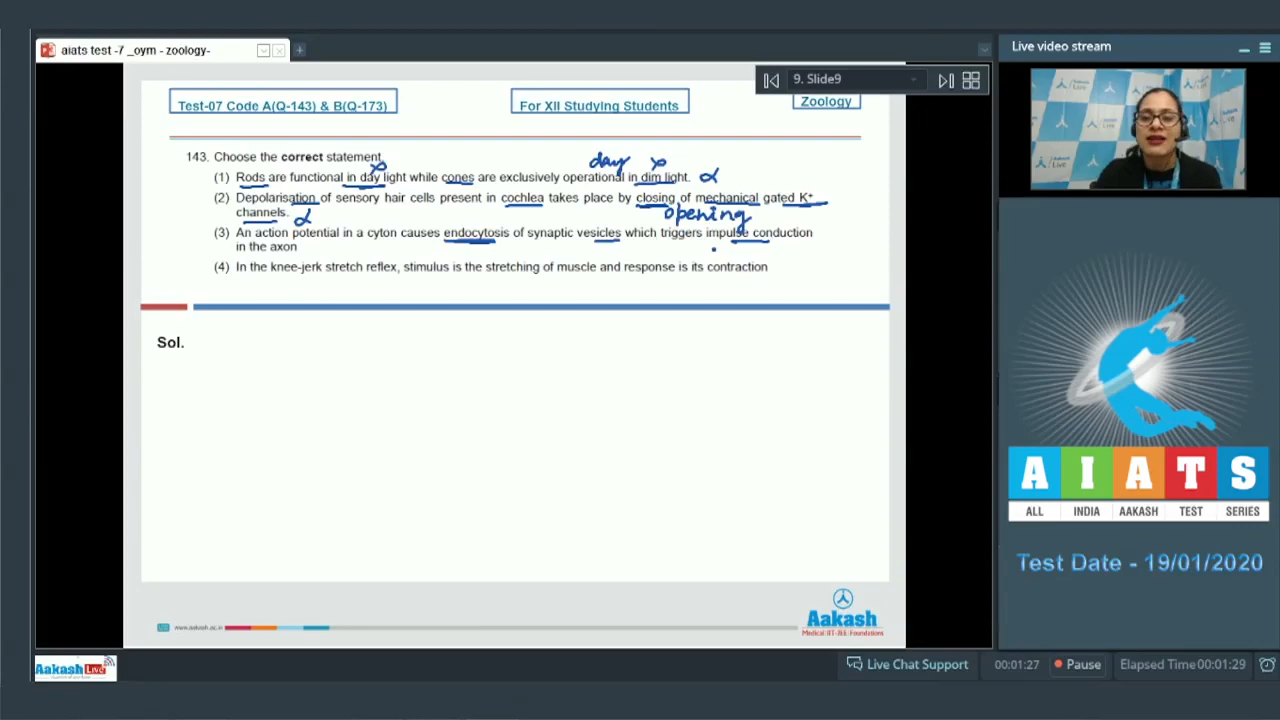 aiats test -7 _oym - zoology-
Live video stream
9. Slide9
Test-07 Code A(Q-143) & B(Q-173)
For XII Studying Students
Zoology
143. Choose the correct statement
day
(1) Rods are functional in day light while cones are exclusively operational in dim light.
(2) Depolarisation of sensory hair cells present in cochlea takes place by closing of mechanical gated K+
channels.
opening
(3) An action potential in a cyton causes endocytosis of synaptic vesicles which triggers impulse conduction
in the axon
(4) In the knee-jerk stretch reflex, stimulus is the stretching of muscle and response is its contraction
Sol.
A I A T S
ALL INDIA AAKASH TEST SERIES
Test Date - 19/01/2020
www.aakash.ac.in
Aakash
Medical|IIT-JEE|Foundations
Aakash Live
Live Chat Support
00:01:27
Pause
Elapsed Time 00:01:29